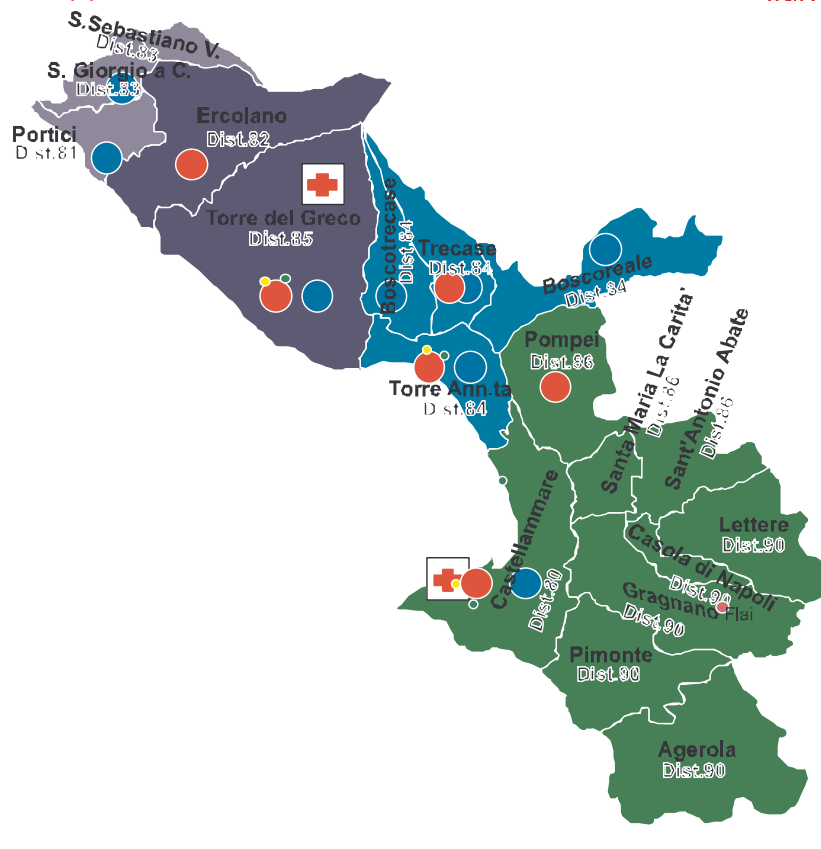 S.Sebastiano V.
Dist.83
S. Giorgio a C.
Dist.83
Portici
D st.81
Ercolano
Dist.82
Torre del Greco
Dist.85
Boscotrecase
Dist.84
Trecase
Dist.84
Boscoreale
Dist.84
Torre Ann.ta
D st.84
Pompei
Dist.86
Santa Maria La Carita'
Dist.86
Sant'Antonio Abate
Dist.86
Castellammare
Dist.80
Lettere
Dist.90
Casola di Napoli
Dist.90
Gragnano
Flai
Dist.90
Pimonte
Dist.90
Agerola
Dist.90